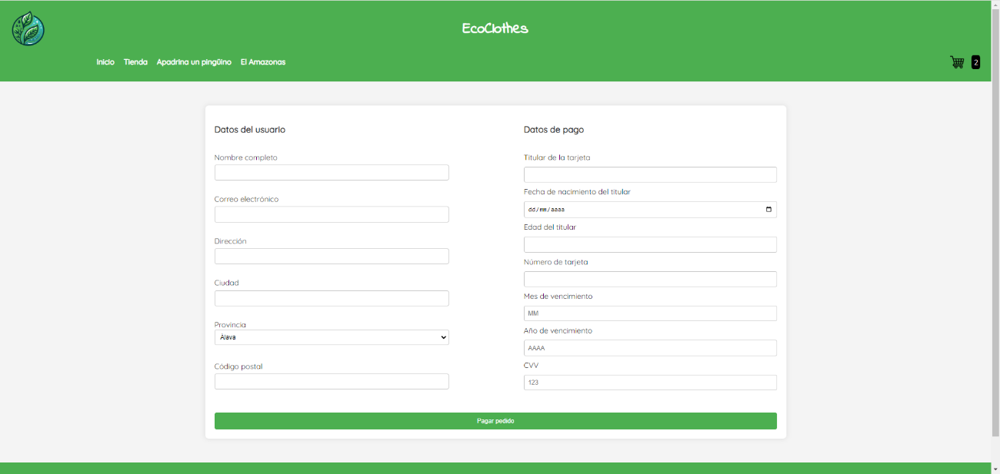 EcoClothes
Inicio Tienda Apadrina un pingüino El Amazonas
2
Datos del usuario
Nombre completo
Correo electrónico
Dirección
Ciudad
Provincia
Álava
Código postal
Datos de pago
Titular de la tarjeta
Fecha de nacimiento del titular
dd/mm/aaaa
Edad del titular
Número de tarjeta
Mes de vencimiento
MM
Año de vencimiento
AAAA
CVV
123
Pagar pedido